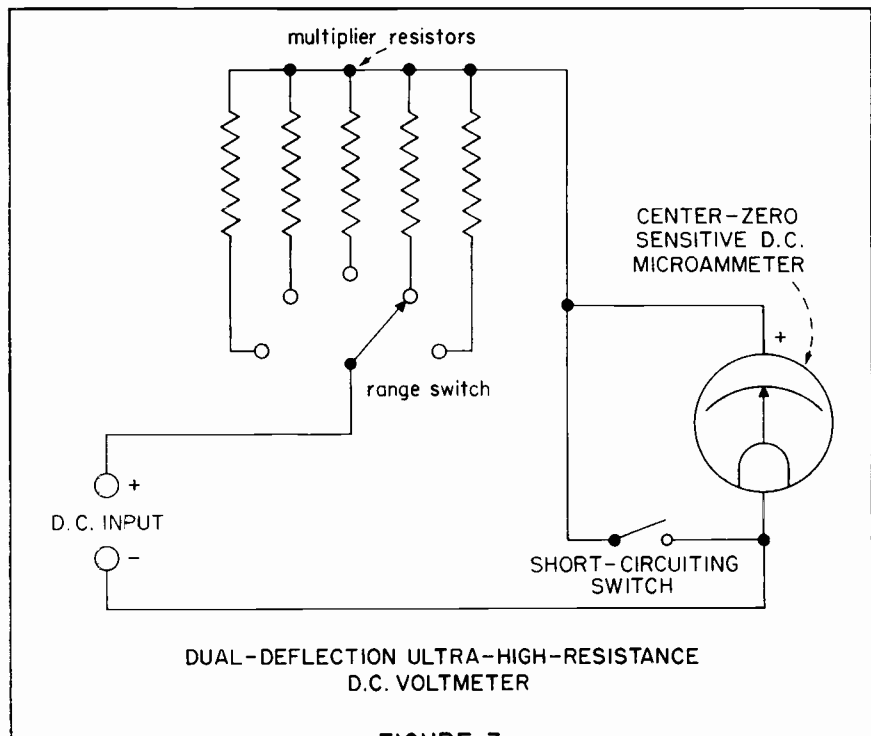 multiplier resistors
CENTER-ZERO
SENSITIVE D.C.
MICROAMMETER
+
range switch
+
D.C. INPUT
-
SHORT-CIRCUITING
SWITCH
DUAL-DEFLECTION ULTRA-HIGH-RESISTANCE
D.C. VOLTMETER